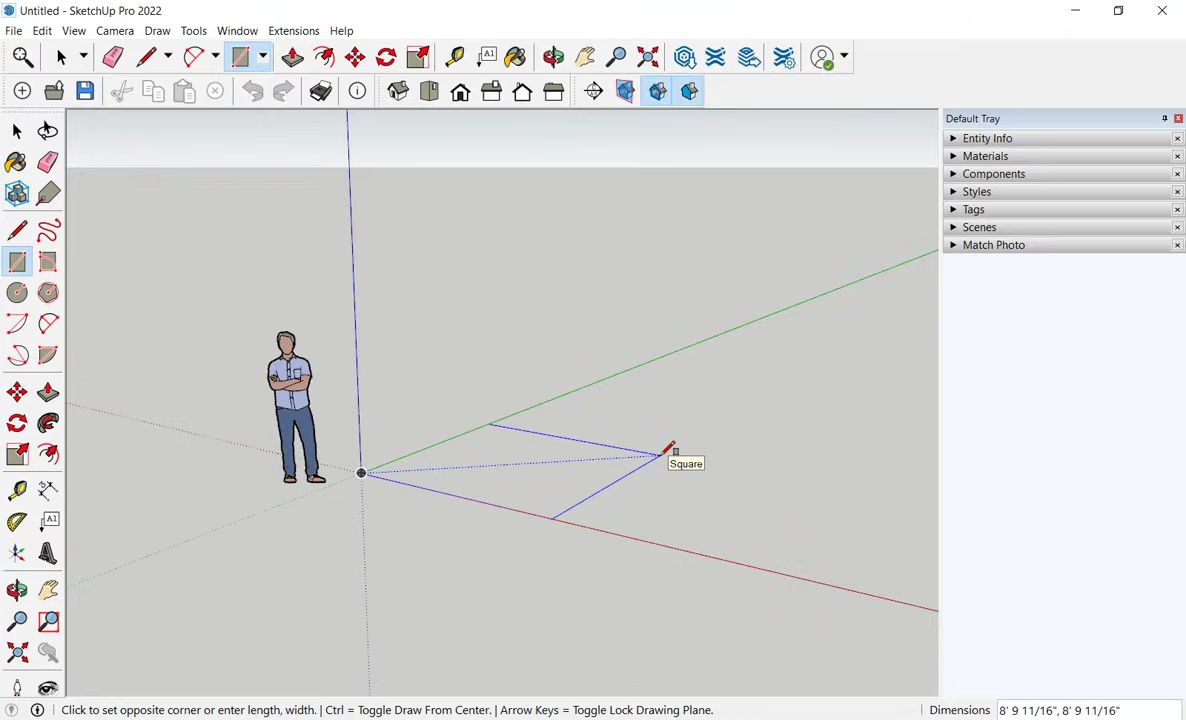 Untitled - SketchUp Pro 2022
File Edit View Camera Draw Tools Window Extensions Help
A1
Default Tray
Entity Info
Materials
Components
Styles
Tags
Scenes
Match Photo
Square
A1
Click to set opposite corner or enter length, width. | Ctrl = Toggle Draw From Center. | Arrow Keys = Toggle Lock Drawing Plane.
Dimensions 8' 9 11/16", 8' 9 11/16"